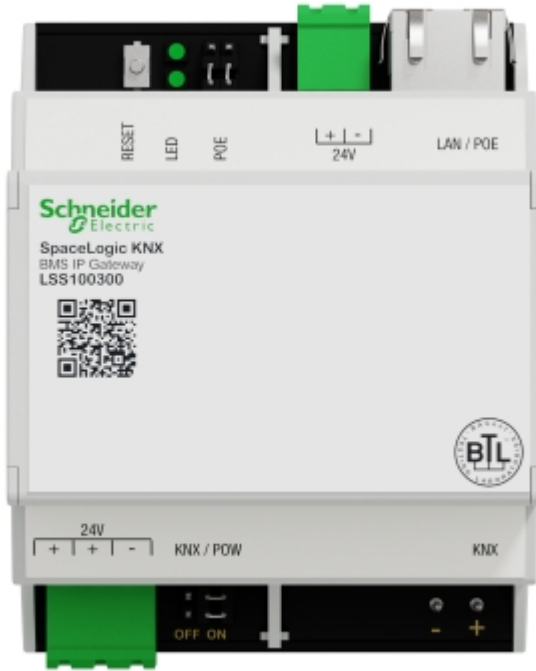 RESET
LED
POE
+ -
24V
LAN / POE
Schneider
Electric
SpaceLogic KNX
BMS IP Gateway
LSS100300
BTL
24V
+ + -
KNX / POW
KNX
OFF ON
- +